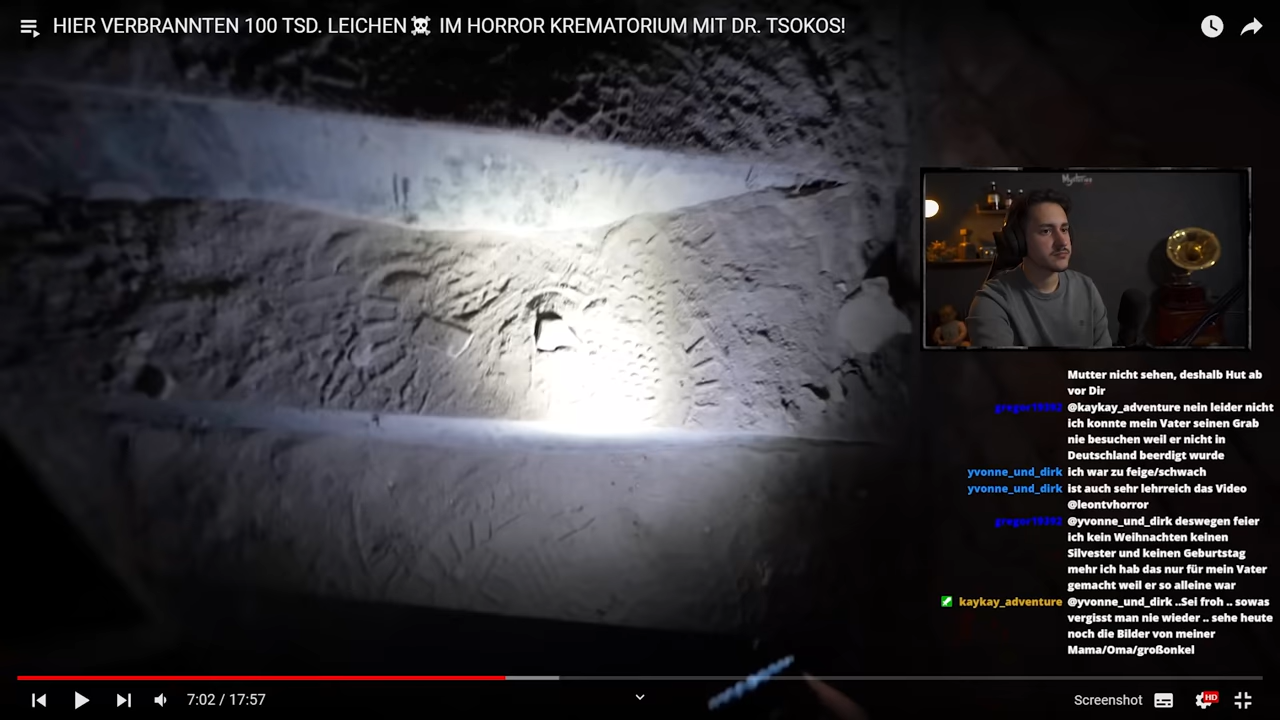 HIER VERBRANNTEN 100 TSD. LEICHEN☠ IM HORROR KREMATORIUM MIT DR. TSOKOS!
Mutter nicht sehen, deshalb Hut ab
vor Dir
@kaykay_adventure nein leider nicht
ich konnte mein Vater seinen Grab
nie besuchen weil er nicht in
Deutschland beerdigt wurde
yvonne_und_dirk ich war zu feige/schwach
yvonne_und_dirk ist auch sehr lehrreich das Video
@leontvhorror
@yvonne_und_dirk deswegen feier
ich kein Weihnachten keinen
Silvester und keinen Geburtstag
mehr ich hab das nur für mein Vater
gemacht weil er so alleine war
kaykay_adventure @yvonne_und_dirk ..Sei froh .. sowas
vergisst man nie wieder .. sehe heute
noch die Bilder von meiner
Mama/Oma/großonkel
7:02 / 17:57
Screenshot
HD